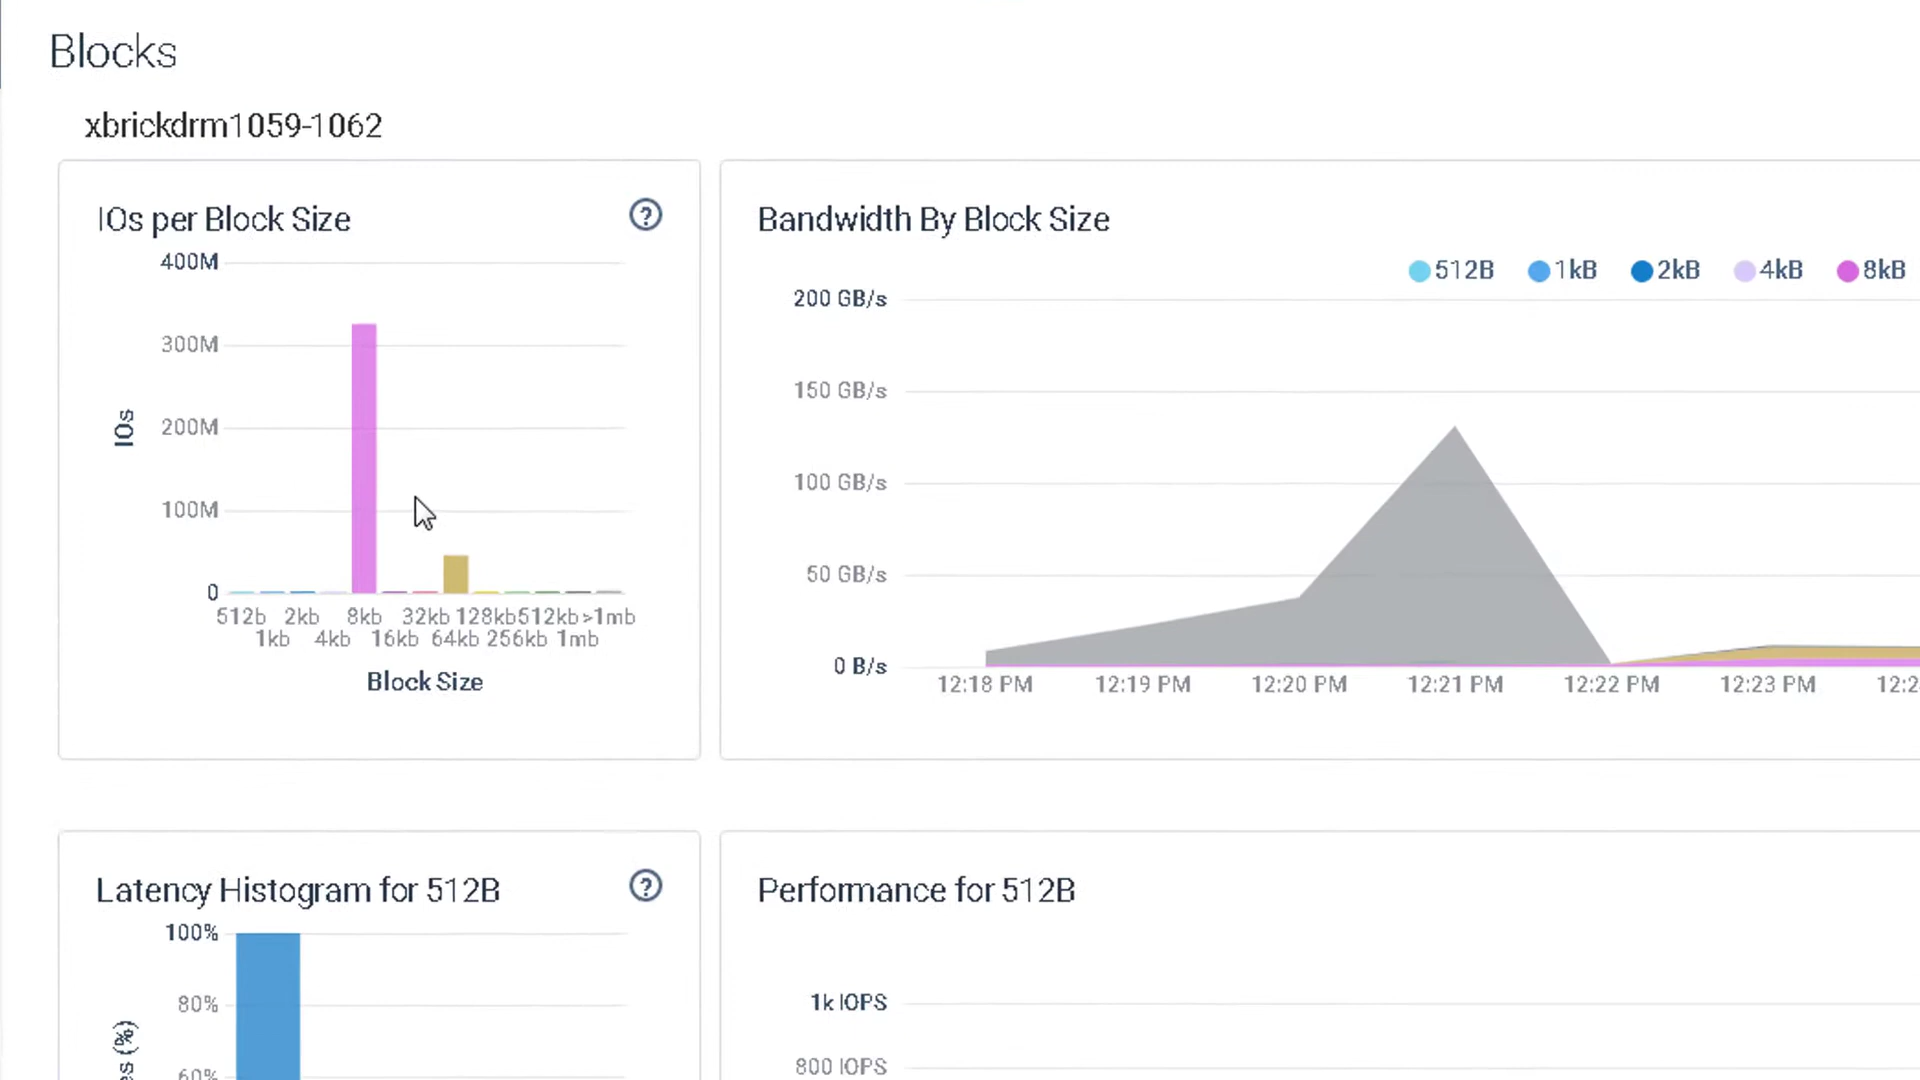 Blocks
xbrickdrm1059-1062
IOs per Block Size
400M
300M
200M
100M
0
IOs
512b 2kb 8kb 32kb 128kb 512kb >1mb
1kb 4kb 16kb 64kb 256kb 1mb
Block Size
Bandwidth By Block Size
512B 1kB 2kB 4kB 8kB
200 GB/s
150 GB/s
100 GB/s
50 GB/s
0 B/s
12:18 PM 12:19 PM 12:20 PM 12:21 PM 12:22 PM 12:23 PM 12:2
Latency Histogram for 512B
100%
80%
60%
es (%)
Performance for 512B
1k IOPS
800 IOPS